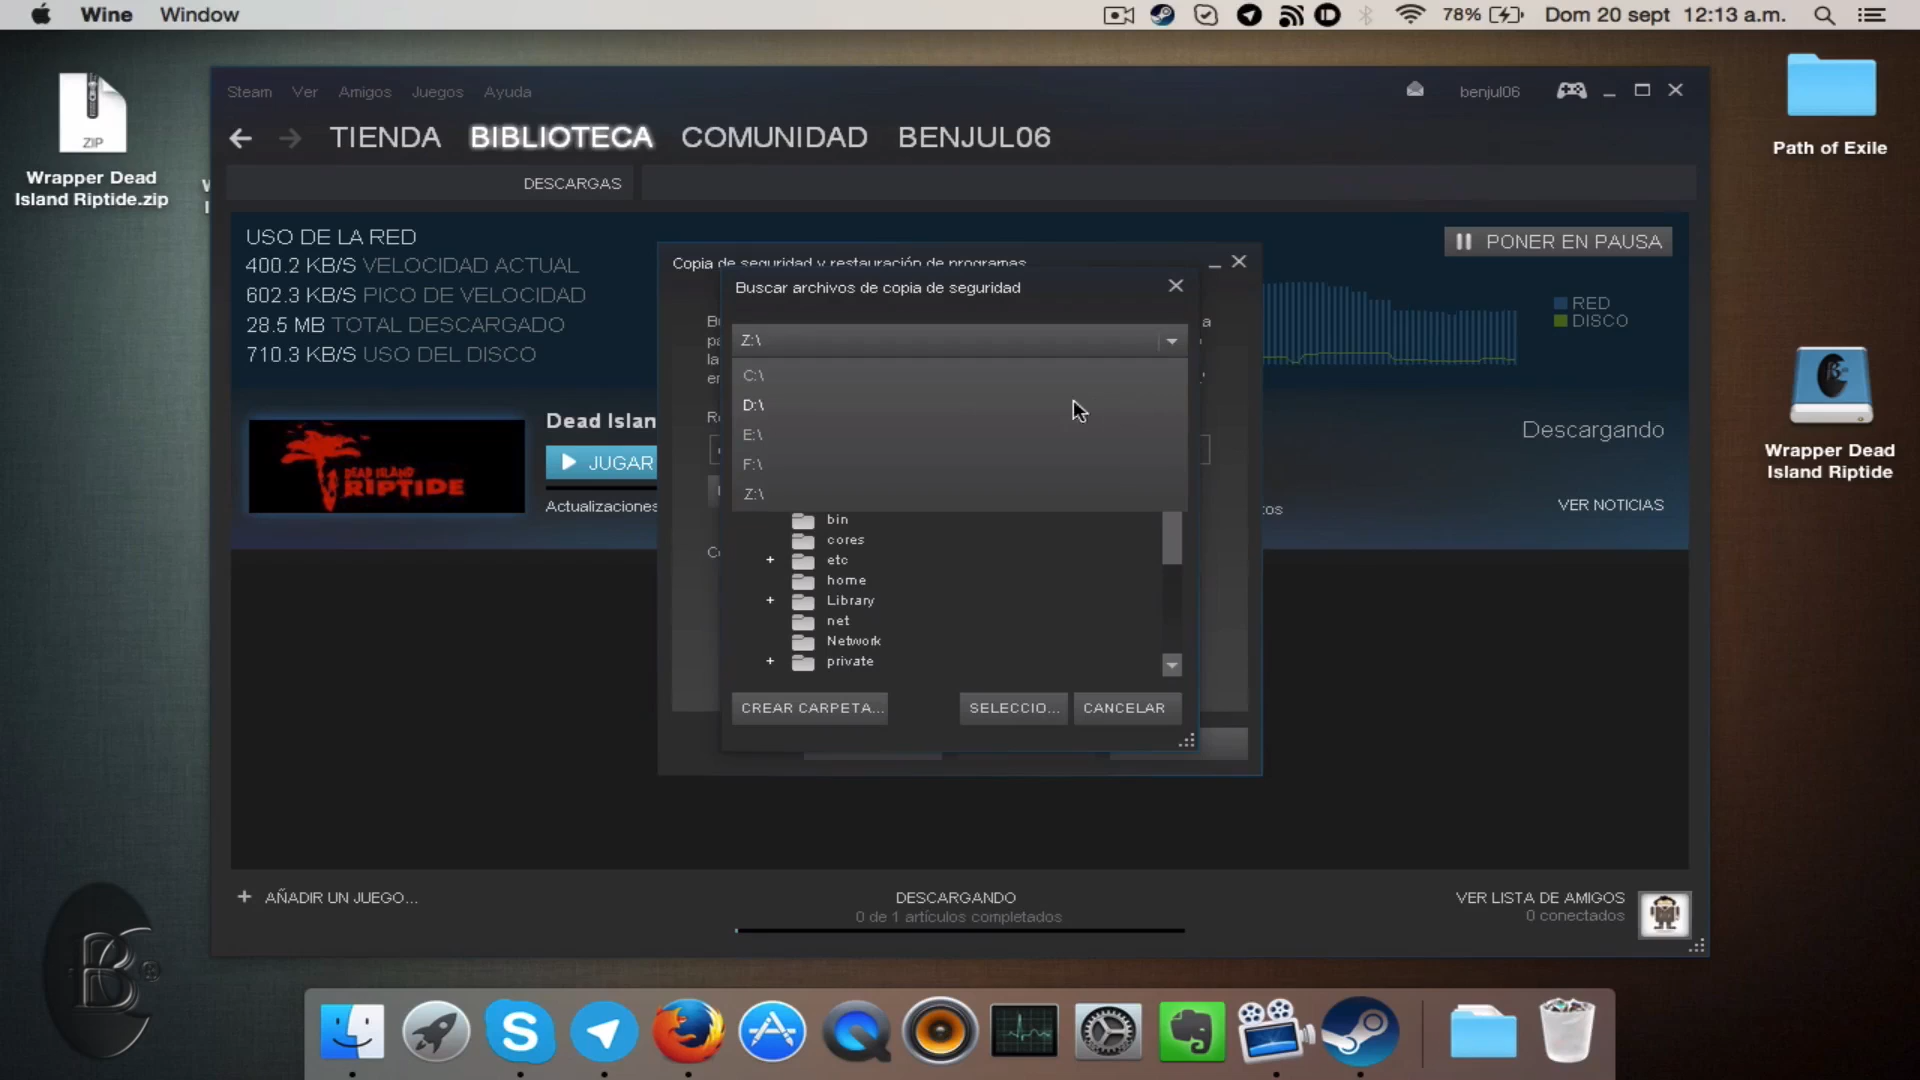 Wine Window
78% Dom 20 sept 12:13 a.m.
ZIP
Wrapper Dead
Island Riptide.zip
Path of Exile
Wrapper Dead
Island Riptide
Steam Ver Amigos Juegos Ayuda
benjul06
TIENDA BIBLIOTECA COMUNIDAD BENJUL06
DESCARGAS
USO DE LA RED
400.2 KB/S VELOCIDAD ACTUAL
602.3 KB/S PICO DE VELOCIDAD
28.5 MB TOTAL DESCARGADO
710.3 KB/S USO DEL DISCO
PONER EN PAUSA
RED
DISCO
DEAD ISLAND
RIPTIDE
Dead Islan
JUGAR
Actualizaciones
Descargando
VER NOTICIAS
Copia de seguridad y restauración de programas
Buscar archivos de copia de seguridad
Z:\
C:\
D:\
E:\
F:\
Z:\
bin
cores
etc
home
Library
net
Network
private
CREAR CARPETA...
SELECCIO...
CANCELAR
+ AÑADIR UN JUEGO...
DESCARGANDO
0 de 1 artículos completados
VER LISTA DE AMIGOS
0 conectados